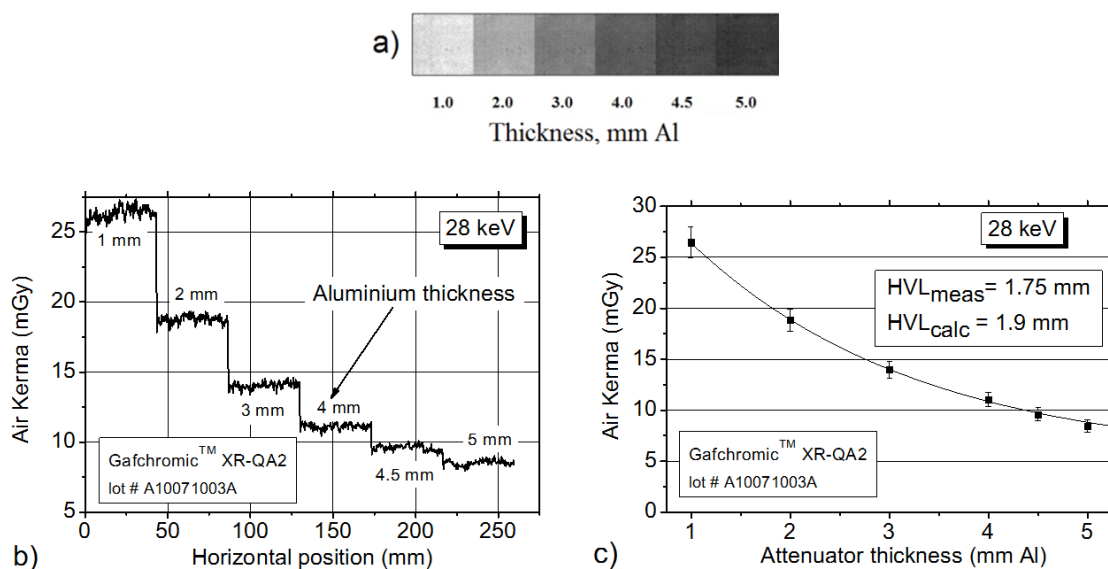 a)
1.0 2.0 3.0 4.0 4.5 5.0
Thickness, mm Al
b)
Air Kerma (mGy)
25
20
15
10
5
28 keV
1 mm
2 mm
Aluminium thickness
3 mm
4 mm
4.5 mm
5 mm
Gafchromic™ XR-QA2
lot # A10071003A
0 50 100 150 200 250
Horizontal position (mm)
c)
Air Kerma (mGy)
30
25
20
15
10
5
0
28 keV
HVLmeas= 1.75 mm
HVLcalc = 1.9 mm
Gafchromic™ XR-QA2
lot # A10071003A
1 2 3 4 5
Attenuator thickness (mm Al)